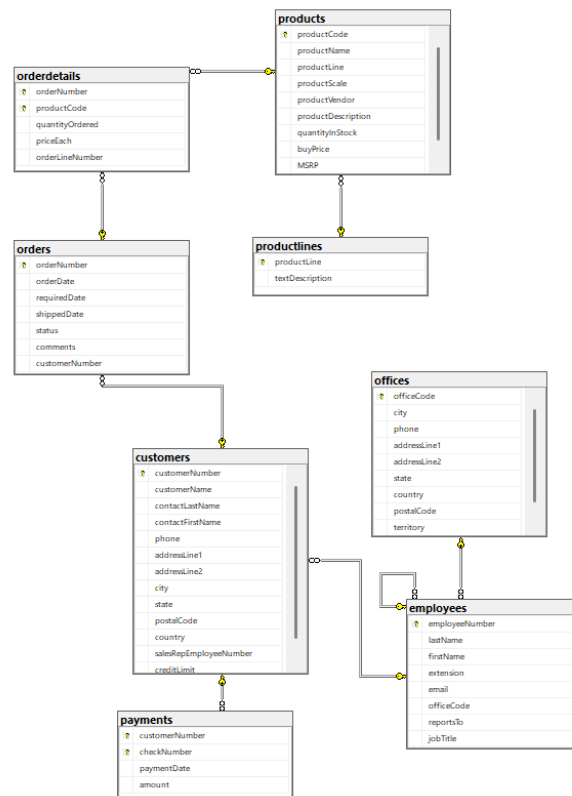 products
productCode
productName
productLine
productScale
productVendor
productDescription
quantityInStock
buyPrice
MSRP
orderdetails
orderNumber
productCode
quantityOrdered
priceEach
orderLineNumber
productlines
productLine
textDescription
orders
orderNumber
orderDate
requiredDate
shippedDate
status
comments
customerNumber
offices
officeCode
city
phone
addressLine1
addressLine2
state
country
postalCode
territory
customers
customerNumber
customerName
contactLastName
contactFirstName
phone
addressLine1
addressLine2
city
state
postalCode
country
salesRepEmployeeNumber
creditLimit
employees
employeeNumber
lastName
firstName
extension
email
officeCode
reportsTo
jobTitle
payments
customerNumber
checkNumber
paymentDate
amount